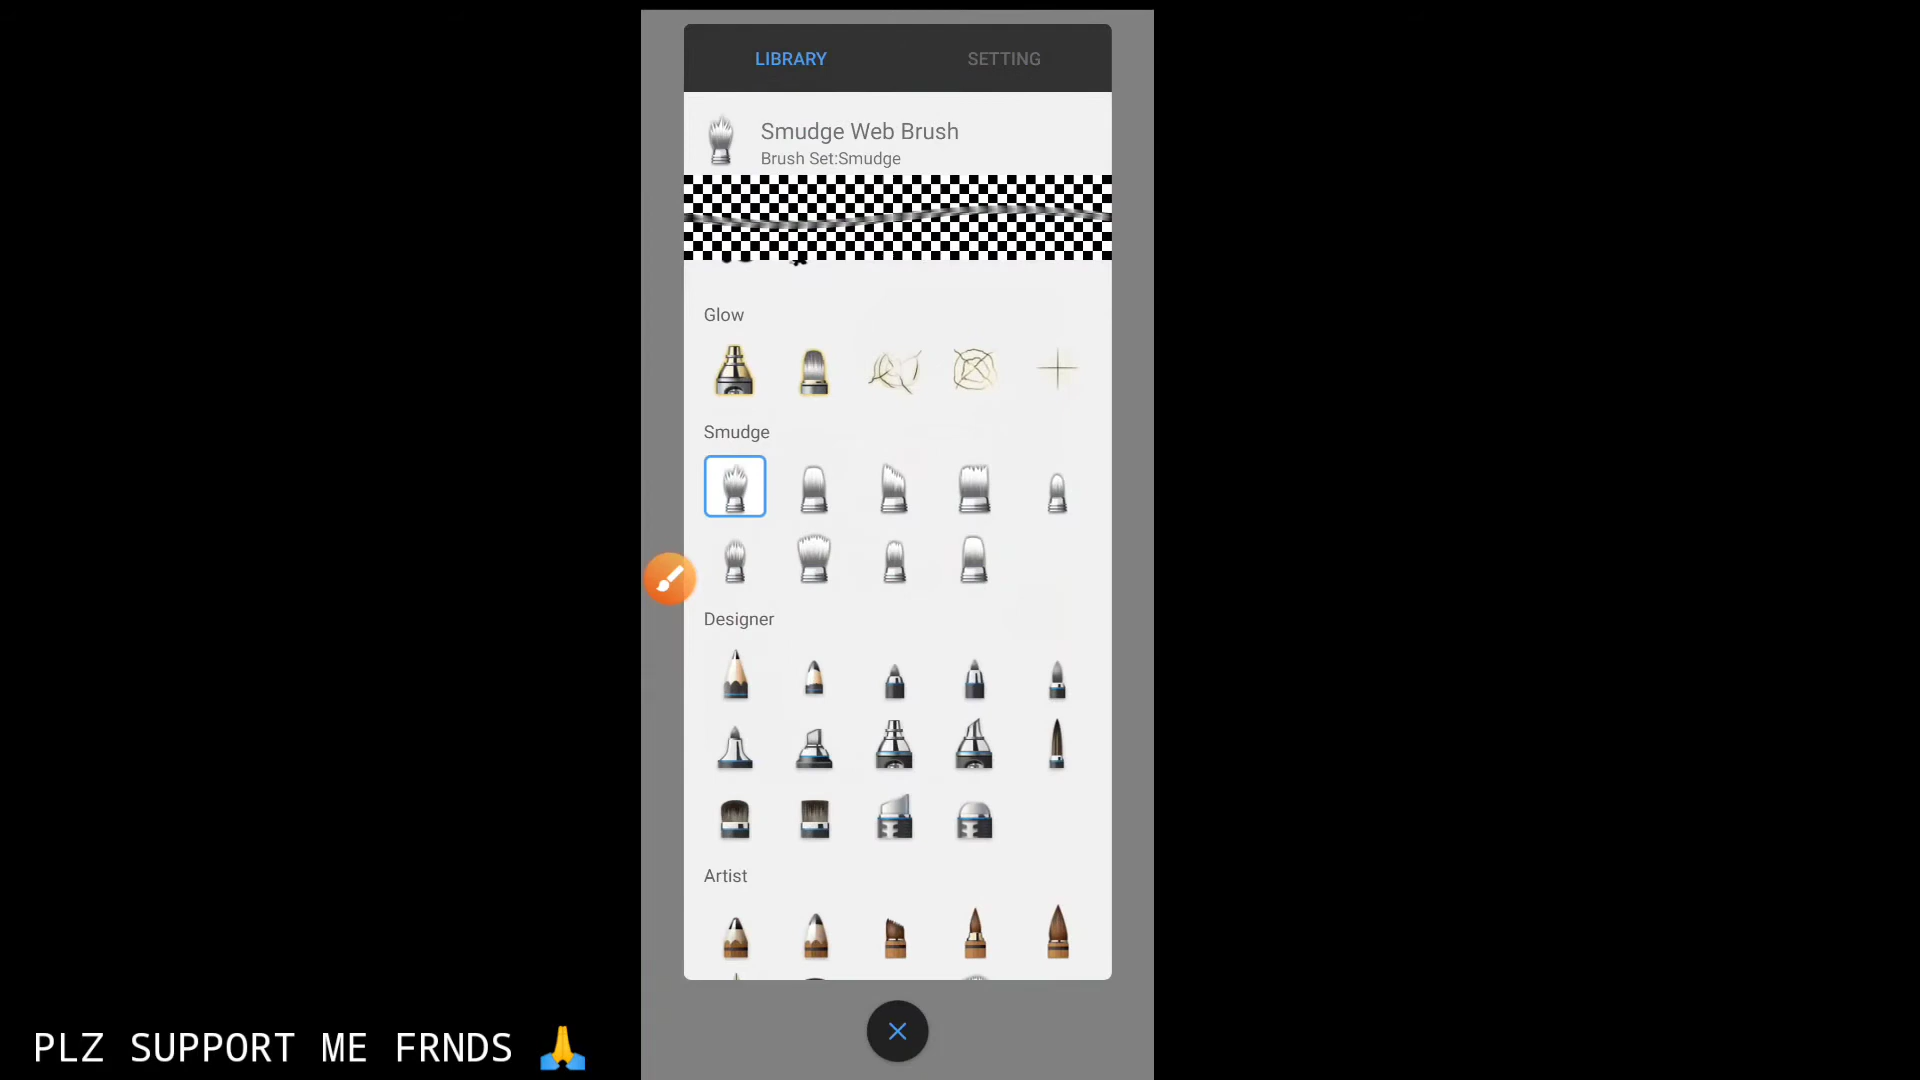 LIBRARY SETTING
Smudge Web Brush
Brush Set:Smudge
Glow
Smudge
Designer
Artist
PLZ SUPPORT ME FRNDS 🙏